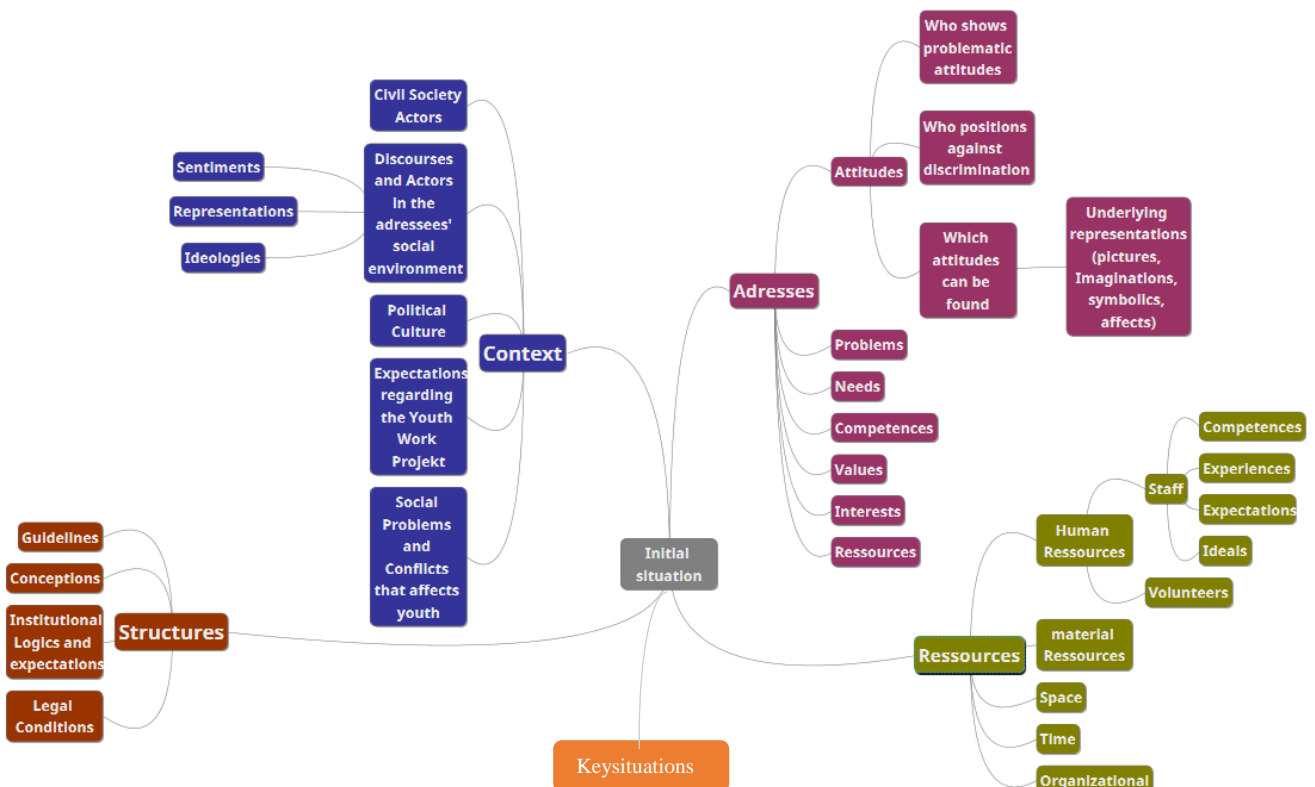 Who shows
problematic
attitudes
Who positions
against
discrimination
Attitudes
Which
attitudes
can be
found
Underlying
representations
(pictures,
Imaginations,
symbolics,
affects)
Adresses
Problems
Needs
Competences
Values
Interests
Ressources
Civil Society
Actors
Discourses
and Actors
in the
adressees'
social
environment
Sentiments
Representations
Ideologies
Political
Culture
Context
Expectations
regarding
the Youth
Work
Projekt
Social
Problems
and
Conflicts
that affects
youth
Initial
situation
Guidelines
Conceptions
Institutional
Logics and
expectations
Legal
Conditions
Structures
Ressources
Human
Ressources
Staff
Competences
Experiences
Expectations
Ideals
Volunteers
material
Ressources
Space
Time
Organizational
Keysituations